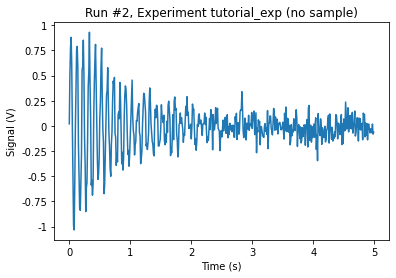 Run #2, Experiment tutorial_exp (no sample)
1
0.75
0.5
0.25
0
-0.25
-0.5
-0.75
-1
Signal (V)
0 1 2 3 4 5
Time (s)